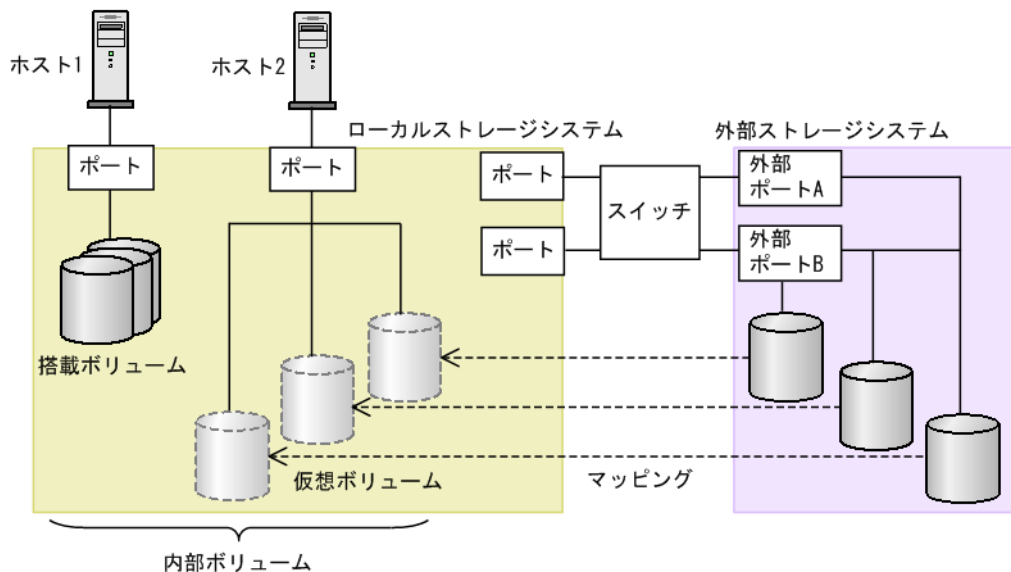 ホスト1
ホスト2
ローカルストレージシステム
外部ストレージシステム
ポート
ポート
ポート
外部
ポートA
スイッチ
ポート
外部
ポートB
搭載ボリューム
仮想ボリューム
マッピング
内部ボリューム